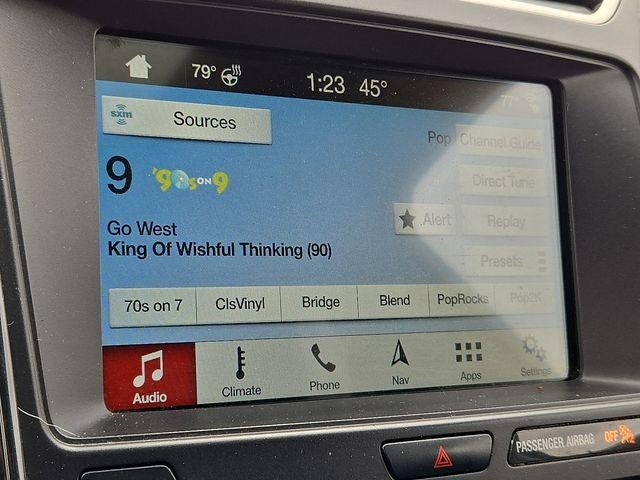 79° 1:23 45° 77°
sxm Sources
Pop Channel Guide
9 '90s ON 9
Direct Tune
Go West
Alert Replay
King Of Wishful Thinking (90)
Presets
70s on 7 ClsVinyl Bridge Blend PopRocks Pop2K
Audio Climate Phone Nav Apps Settings
PASSENGER AIRBAG OFF